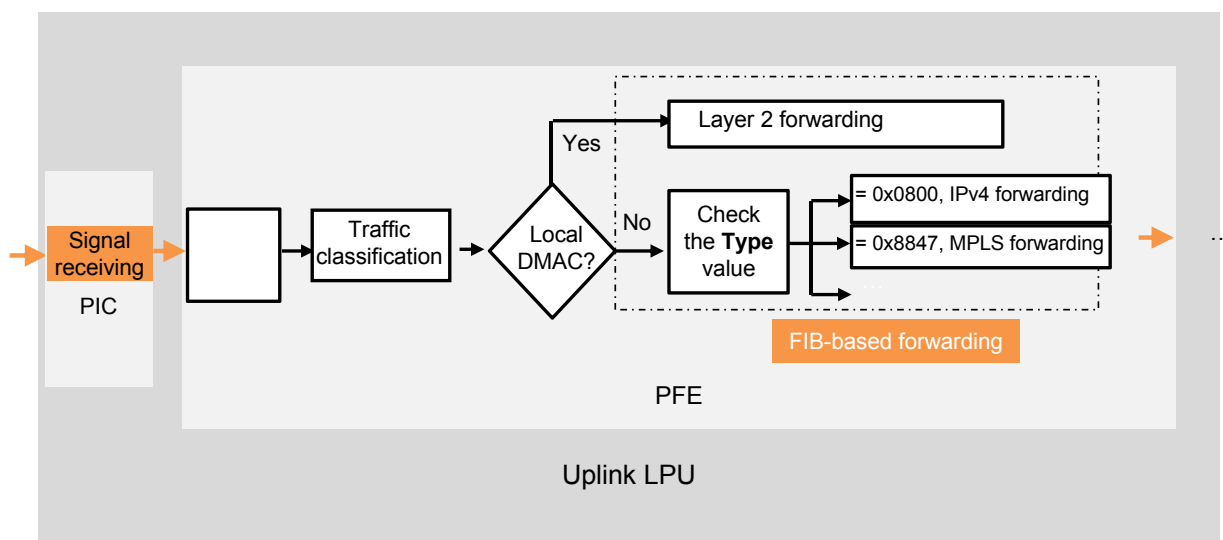 Layer 2 forwarding
Yes
= 0x0800, IPv4 forwarding
No
Check
the Type
value
Traffic
classification
Local
DMAC?
Signal
receiving
= 0x8847, MPLS forwarding
...
...
PIC
FIB-based forwarding
PFE
Uplink LPU